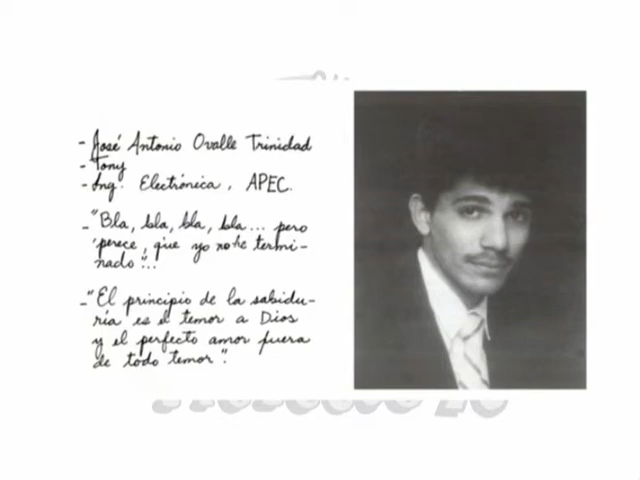 - José Antonio Ovalle Trinidad
- Tony
- Ing. Electrónica, APEC.
- "Bla, bla, bla, bla... pero
perece, que yo no he termi-
nado"...
- "El principio de la sabidu-
ría es el temor a Dios
y el perfecto amor fuera
de todo temor".